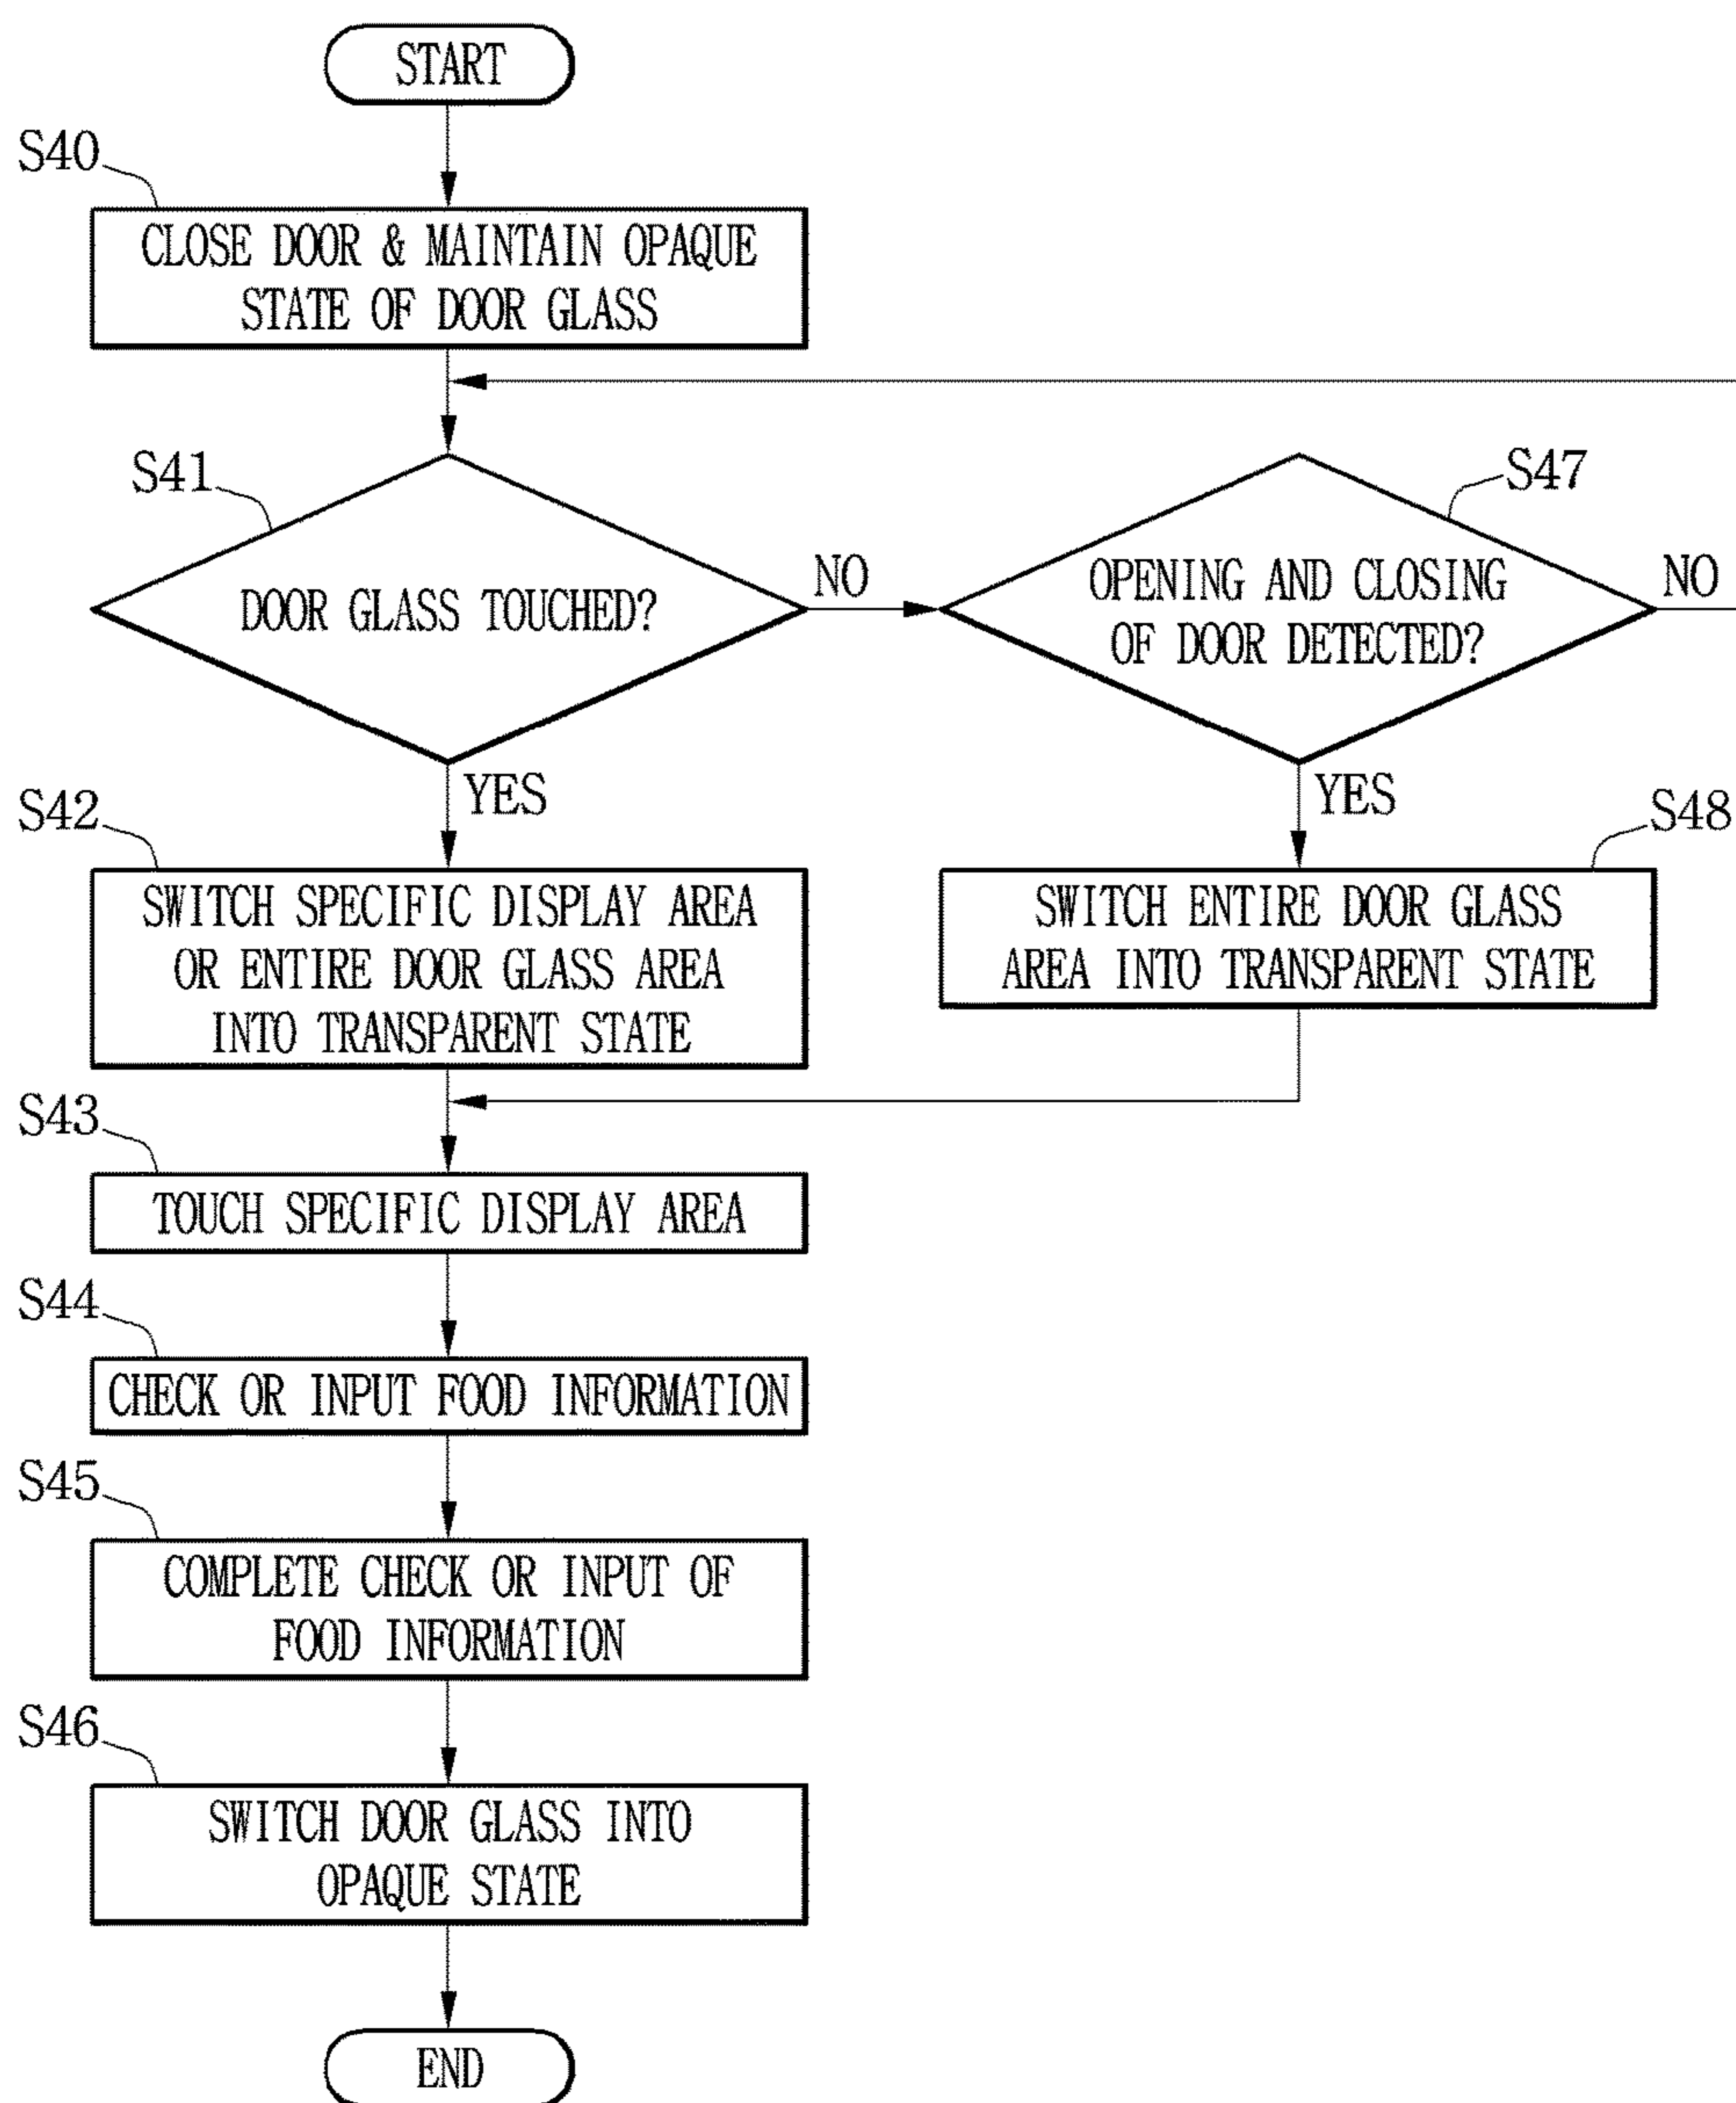 START
S40
CLOSE DOOR & MAINTAIN OPAQUE
STATE OF DOOR GLASS
S41
DOOR GLASS TOUCHED?
NO
S47
OPENING AND CLOSING
OF DOOR DETECTED?
NO
YES
YES
S42
SWITCH SPECIFIC DISPLAY AREA
OR ENTIRE DOOR GLASS AREA
INTO TRANSPARENT STATE
S48
SWITCH ENTIRE DOOR GLASS
AREA INTO TRANSPARENT STATE
S43
TOUCH SPECIFIC DISPLAY AREA
S44
CHECK OR INPUT FOOD INFORMATION
S45
COMPLETE CHECK OR INPUT OF
FOOD INFORMATION
S46
SWITCH DOOR GLASS INTO
OPAQUE STATE
END